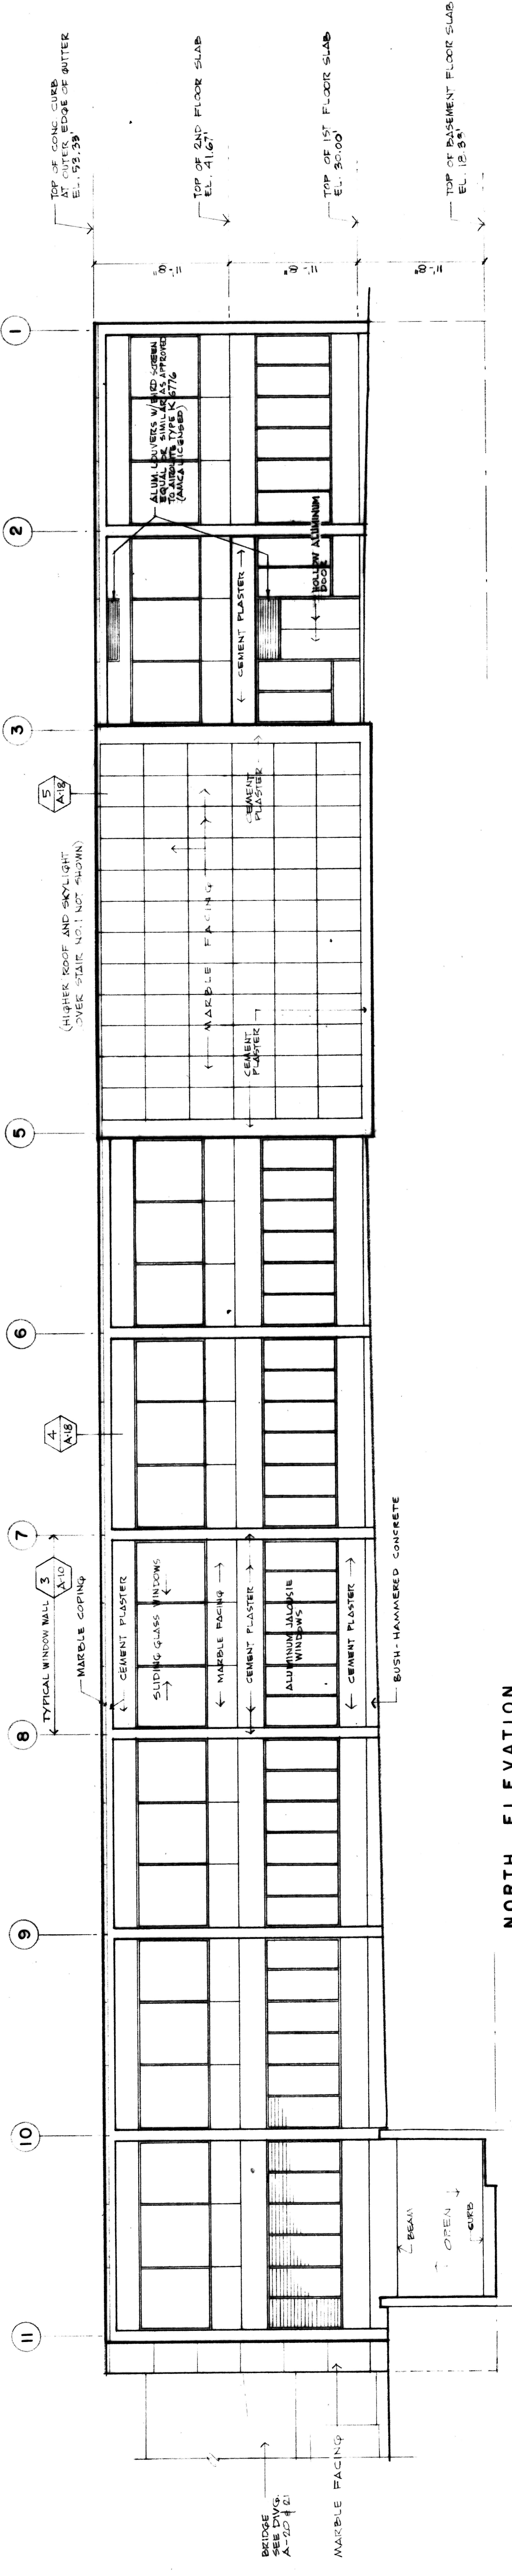 11
10
9
8
7
6
5
3
2
1
TYPICAL WINDOW WALL
3
A-10
4
A-18
5
A-18
(HIGHER ROOF AND SKYLIGHT
OVER STAIR NO. 1 NOT SHOWN)
MARBLE COPING
TOP OF CONC CURB
AT OUTER EDGE OF GUTTER
EL. 53.33'
TOP OF 2ND FLOOR SLAB
EL. 41.67'
TOP OF 1ST FLOOR SLAB
EL. 30.00'
TOP OF BASEMENT FLOOR SLAB
EL. 18.33'
11'-8"
11'-8"
11'-8"
ALUM. LOUVERS W/BIRD SCREEN
EQUAL OR SIMILAR AS APPROVED
TO AIROLITE TYPE K 6776
(AMCA LICENSED)
CEMENT PLASTER
HOLLOW ALUMINUM
DOOR
MARBLE FACING
CEMENT
PLASTER
CEMENT
PLASTER
CEMENT PLASTER
SLIDING GLASS WINDOWS
MARBLE FACING
CEMENT PLASTER
ALUMINUM JALOUSIE
WINDOWS
CEMENT PLASTER
BUSH-HAMMERED CONCRETE
BEAM
OPEN
CURB
BRIDGE
SEE DWG.
A-20 & 21
MARBLE FACING
NORTH ELEVATION